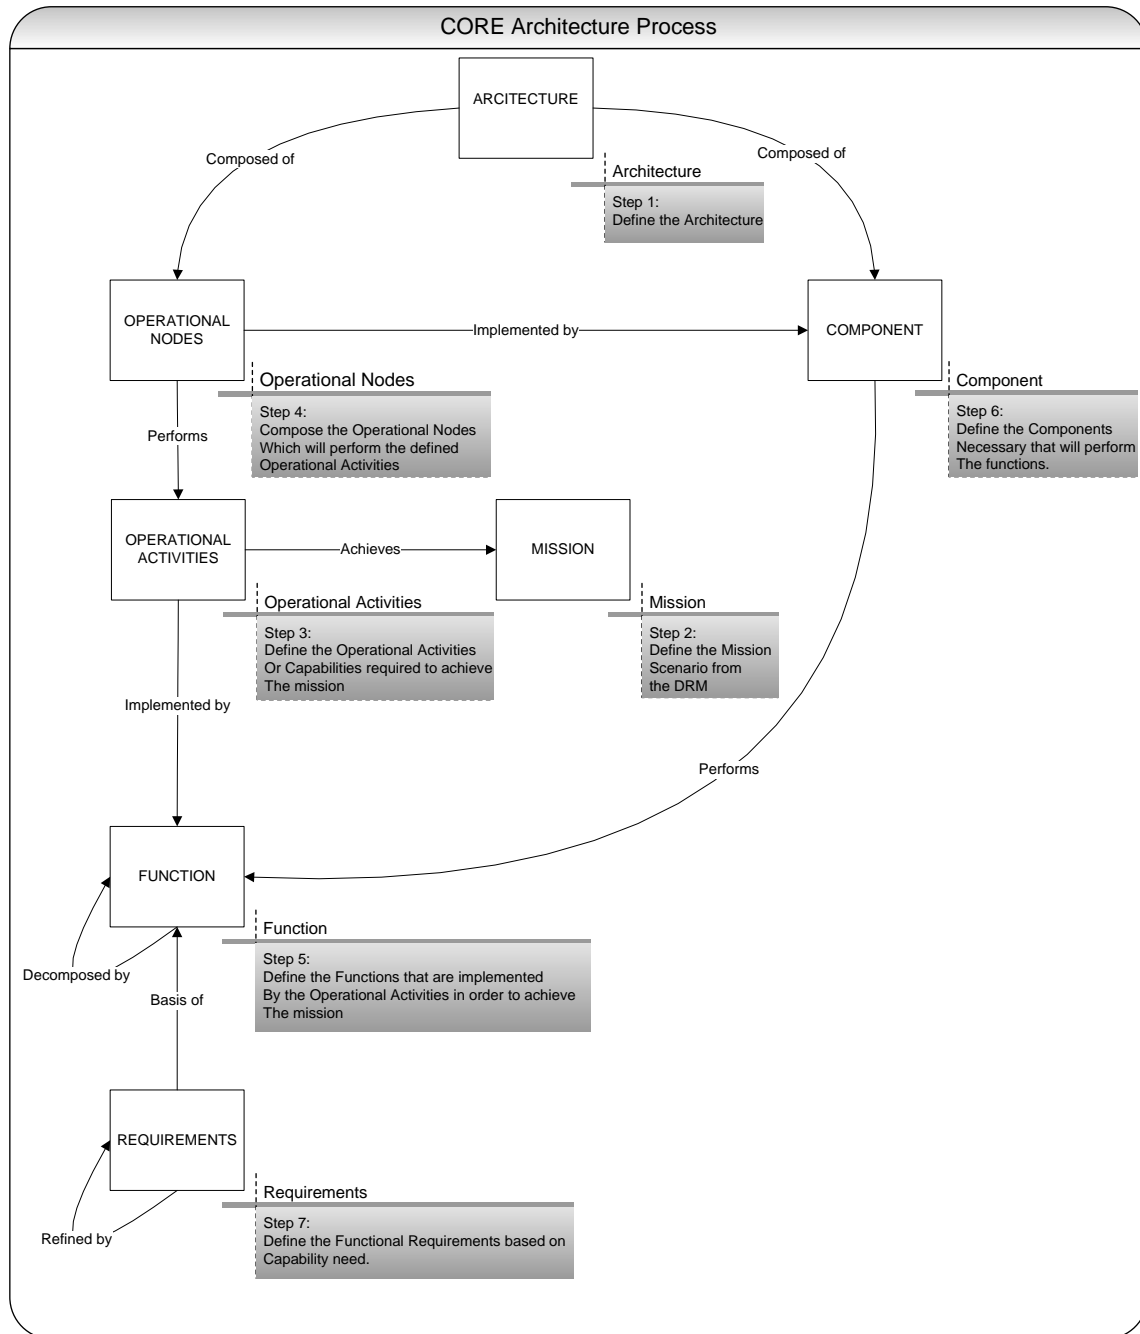 CORE Architecture Process
ARCITECTURE
Composed of
Composed of
Architecture
Step 1:
Define the Architecture
OPERATIONAL
NODES
Implemented by
COMPONENT
Operational Nodes
Step 4:
Compose the Operational Nodes
Which will perform the defined
Operational Activities
Component
Step 6:
Define the Components
Necessary that will perform
The functions.
Performs
OPERATIONAL
ACTIVITIES
Achieves
MISSION
Operational Activities
Step 3:
Define the Operational Activities
Or Capabilities required to achieve
The mission
Mission
Step 2:
Define the Mission
Scenario from
the DRM
Implemented by
Performs
FUNCTION
Function
Step 5:
Define the Functions that are implemented
By the Operational Activities in order to achieve
The mission
Decomposed by
Basis of
REQUIREMENTS
Requirements
Step 7:
Define the Functional Requirements based on
Capability need.
Refined by